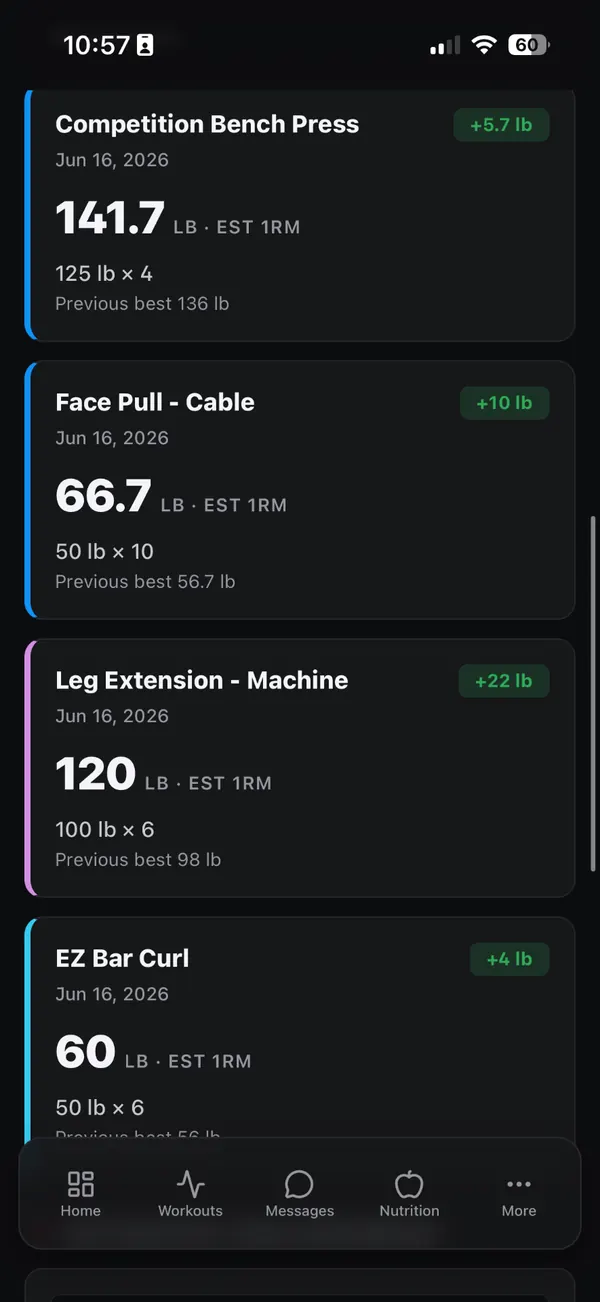 10:57
60
Competition Bench Press
+5.7 lb
Jun 16, 2026
141.7 LB · EST 1RM
125 lb × 4
Previous best 136 lb
Face Pull - Cable
+10 lb
Jun 16, 2026
66.7 LB · EST 1RM
50 lb × 10
Previous best 56.7 lb
Leg Extension - Machine
+22 lb
Jun 16, 2026
120 LB · EST 1RM
100 lb × 6
Previous best 98 lb
EZ Bar Curl
+4 lb
Jun 16, 2026
60 LB · EST 1RM
50 lb × 6
Previous best 56 lb
Home
Workouts
Messages
Nutrition
More